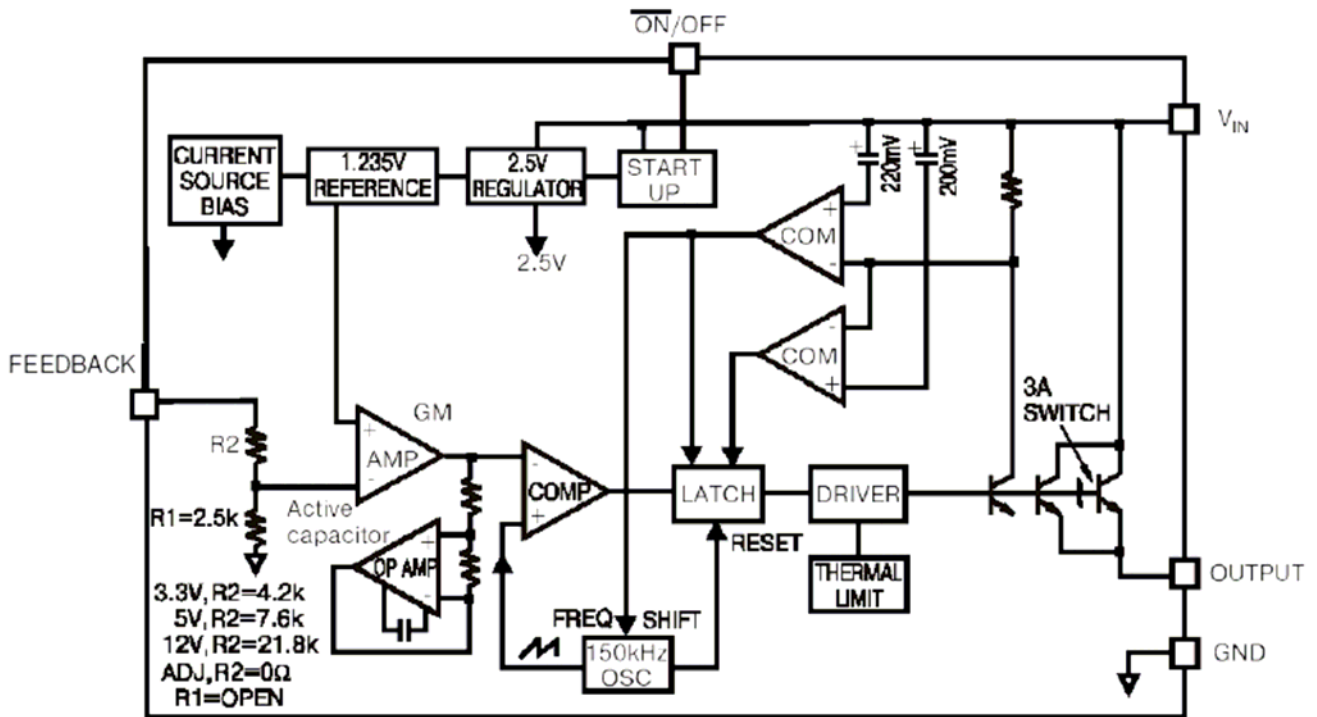 ON/OFF
VIN
CURRENT
SOURCE
BIAS
1.235V
REFERENCE
2.5V
REGULATOR
START
UP
+
220mV
+
200mV
2.5V
+
COM
-
-
COM
+
FEEDBACK
R2
R1=2.5k
3.3V, R2=4.2k
5V, R2=7.6k
12V, R2=21.8k
ADJ, R2=0Ω
R1=OPEN
GM
+
AMP
-
Active
capacitor
+
OP AMP
-
-
COMP
+
LATCH
RESET
DRIVER
THERMAL
LIMIT
3A
SWITCH
FREQ SHIFT
150kHz
OSC
OUTPUT
GND